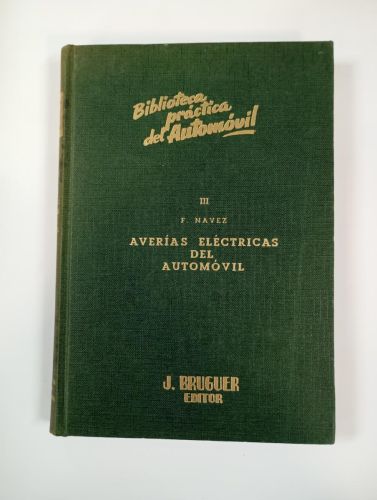 Biblioteca
práctica
del Automóvil
III
F. NAVEZ
AVERÍAS ELÉCTRICAS
DEL
AUTOMÓVIL
J. BRUGUER
EDITOR